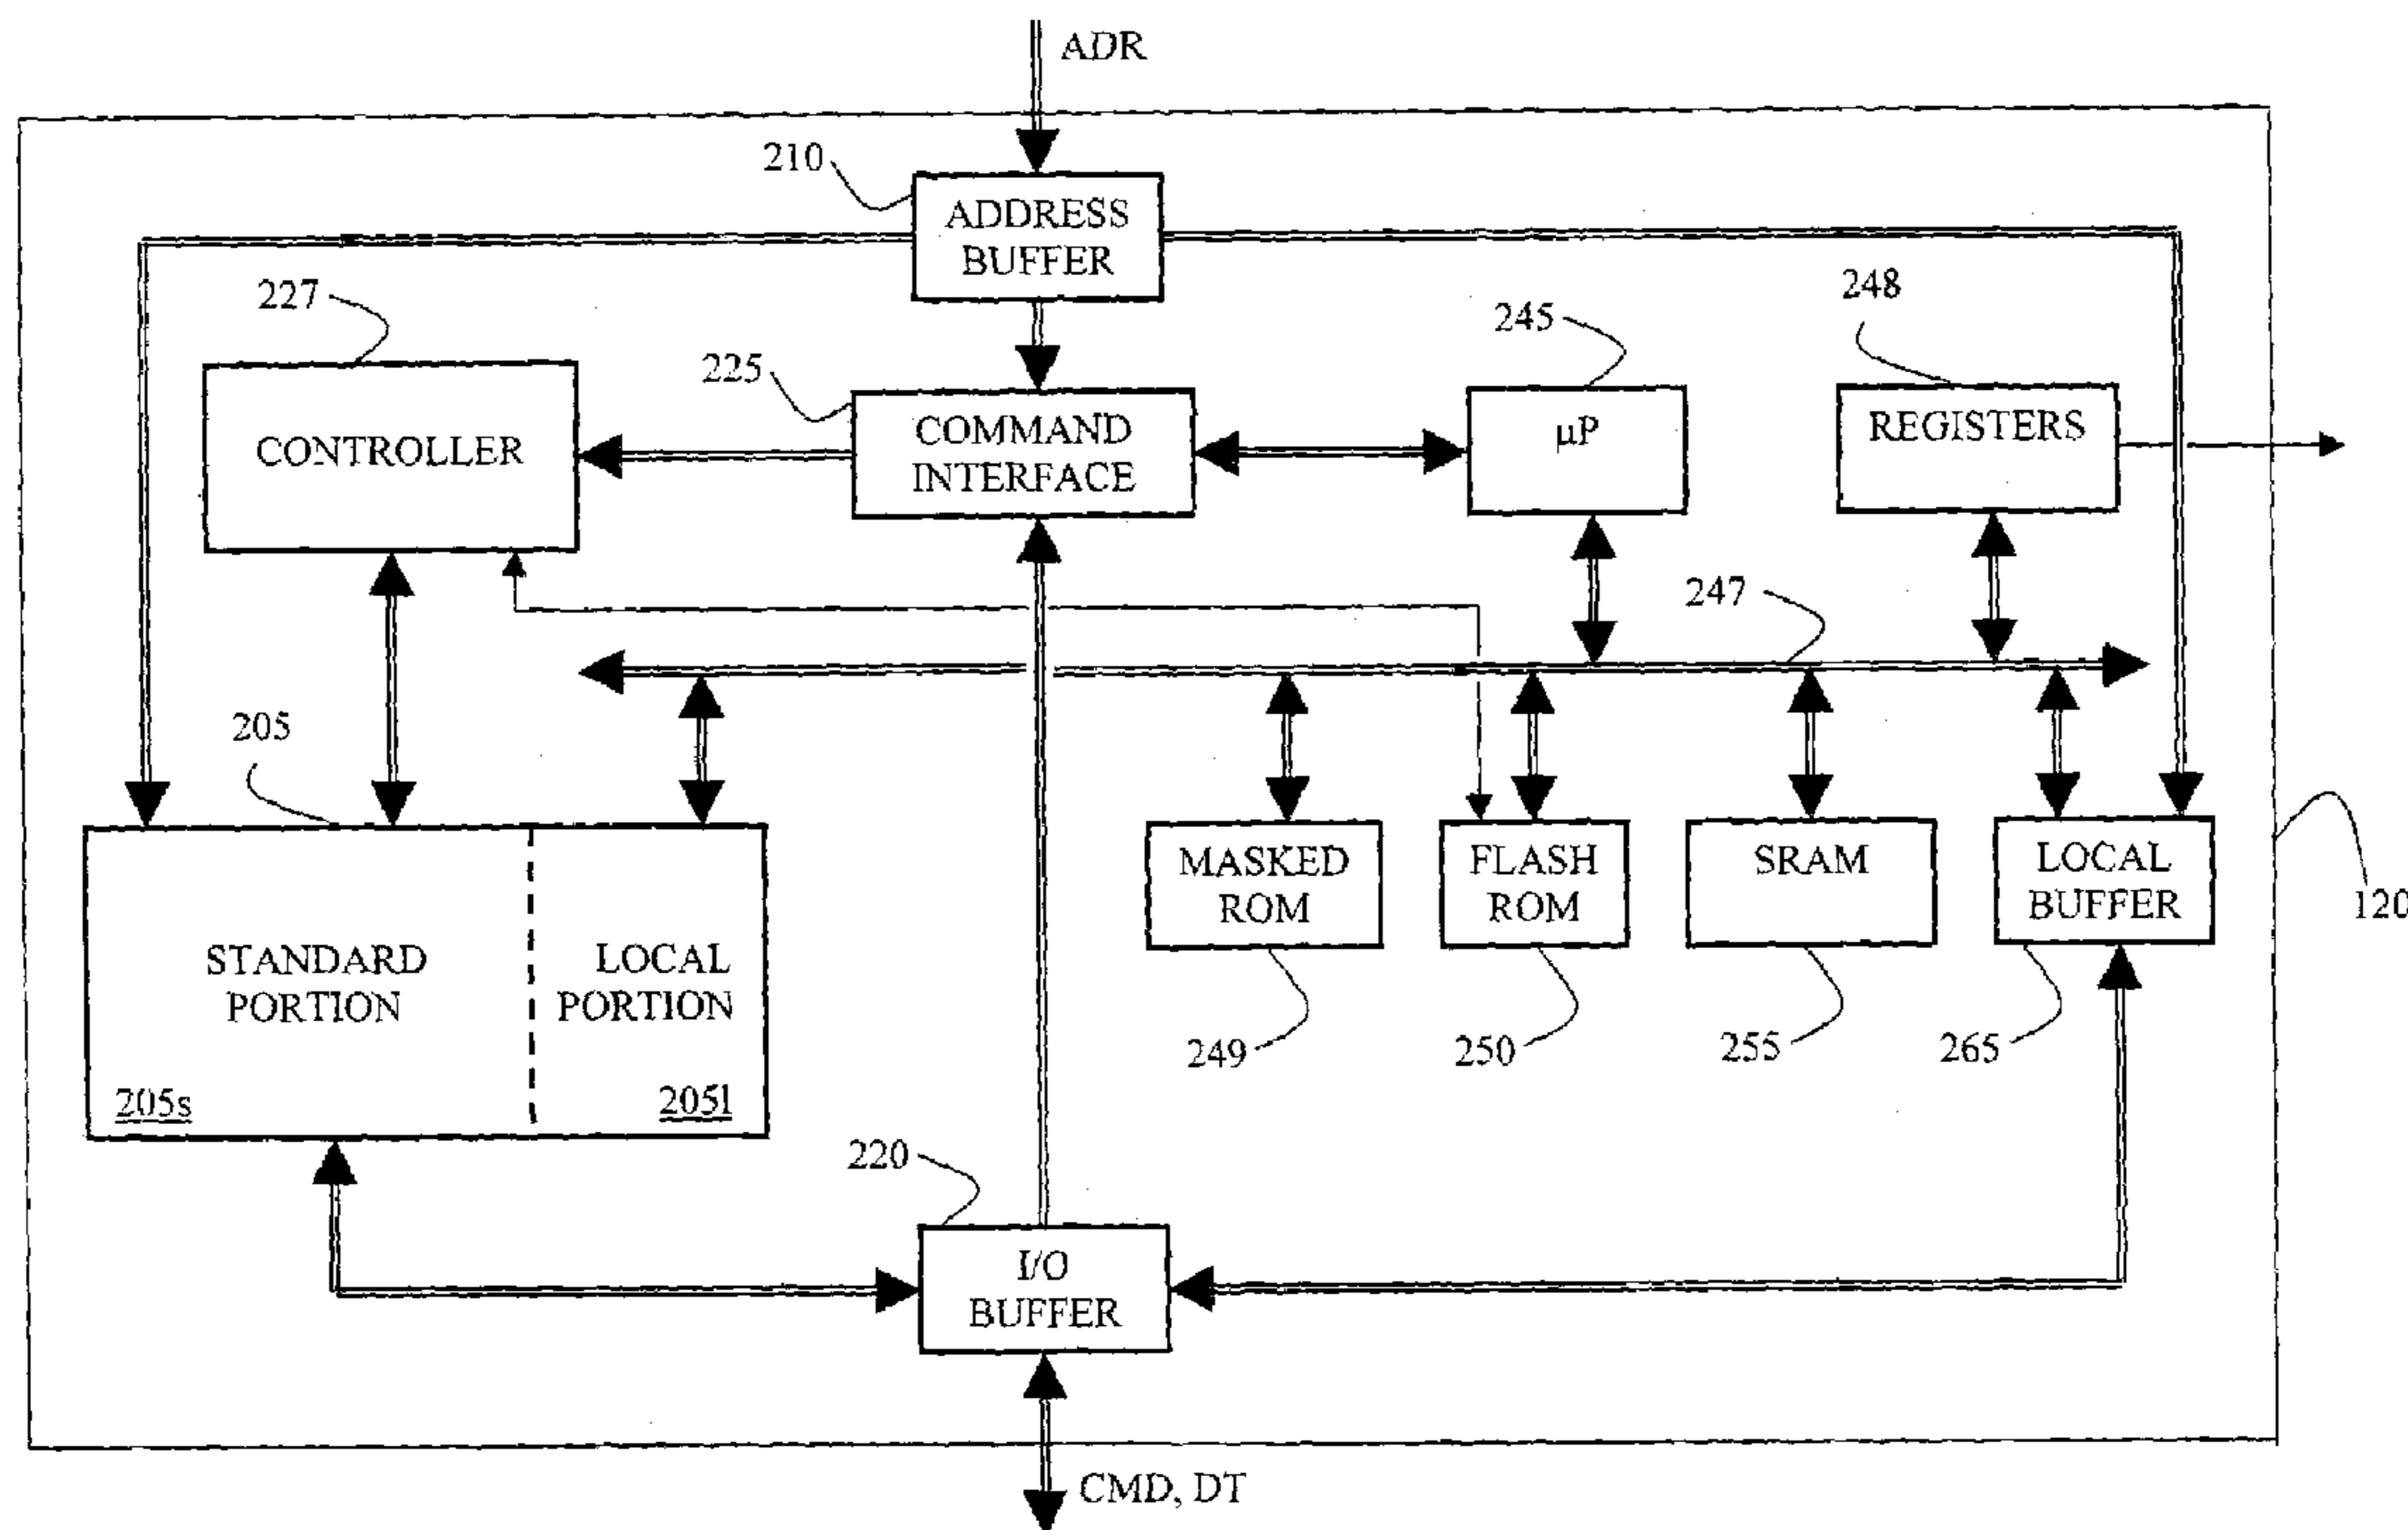 ADR
210
ADDRESS
BUFFER
227
248
245
225
CONTROLLER
COMMAND
INTERFACE
μP
REGISTERS
247
205
MASKED
ROM
FLASH
ROM
SRAM
LOCAL
BUFFER
120
STANDARD
PORTION
LOCAL
PORTION
249
250
255
265
205s
205l
220
I/O
BUFFER
CMD, DT